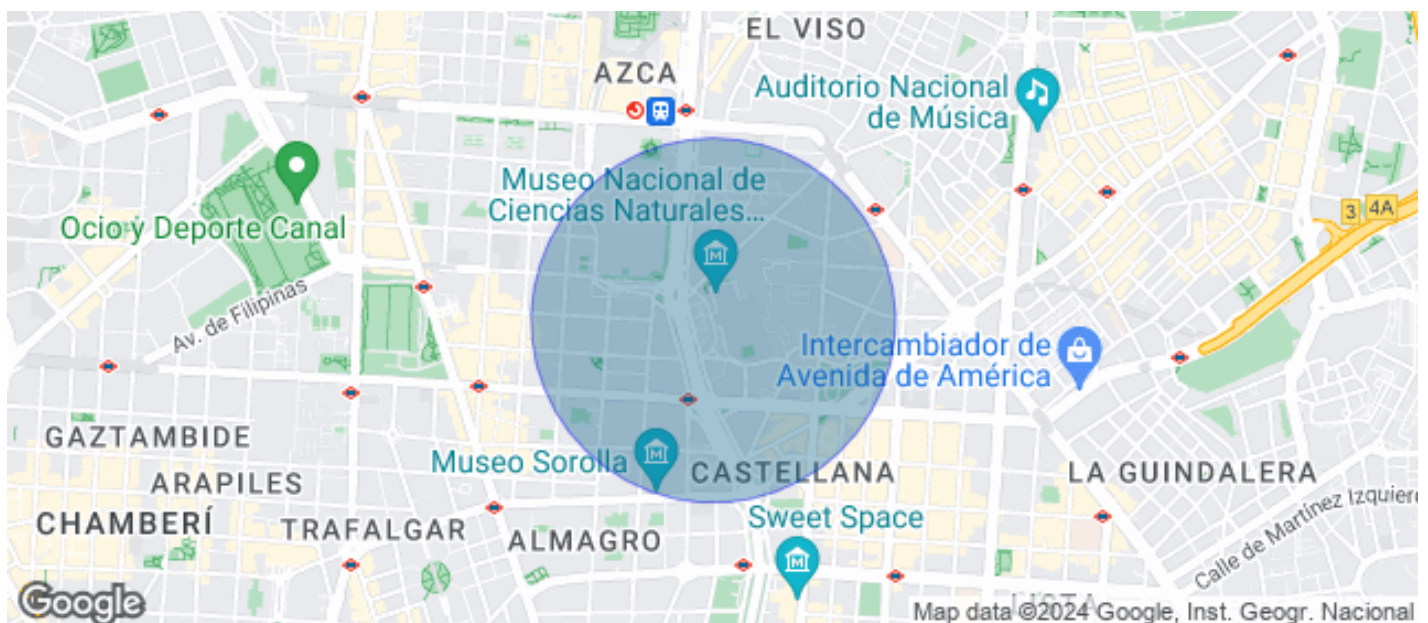 EL VISO
AZCA
Auditorio Nacional
de Música
Museo Nacional de
Ciencias Naturales...
3
4A
Ocio y Deporte Canal
Av. de Filipinas
Intercambiador de
Avenida de América
GAZTAMBIDE
Museo Sorolla
CASTELLANA
LA GUINDALERA
ARAPILES
CHAMBERÍ
TRAFALGAR
ALMAGRO
Sweet Space
Calle de Martínez Izquier
Google
Map data ©2024 Google, Inst. Geogr. Nacional